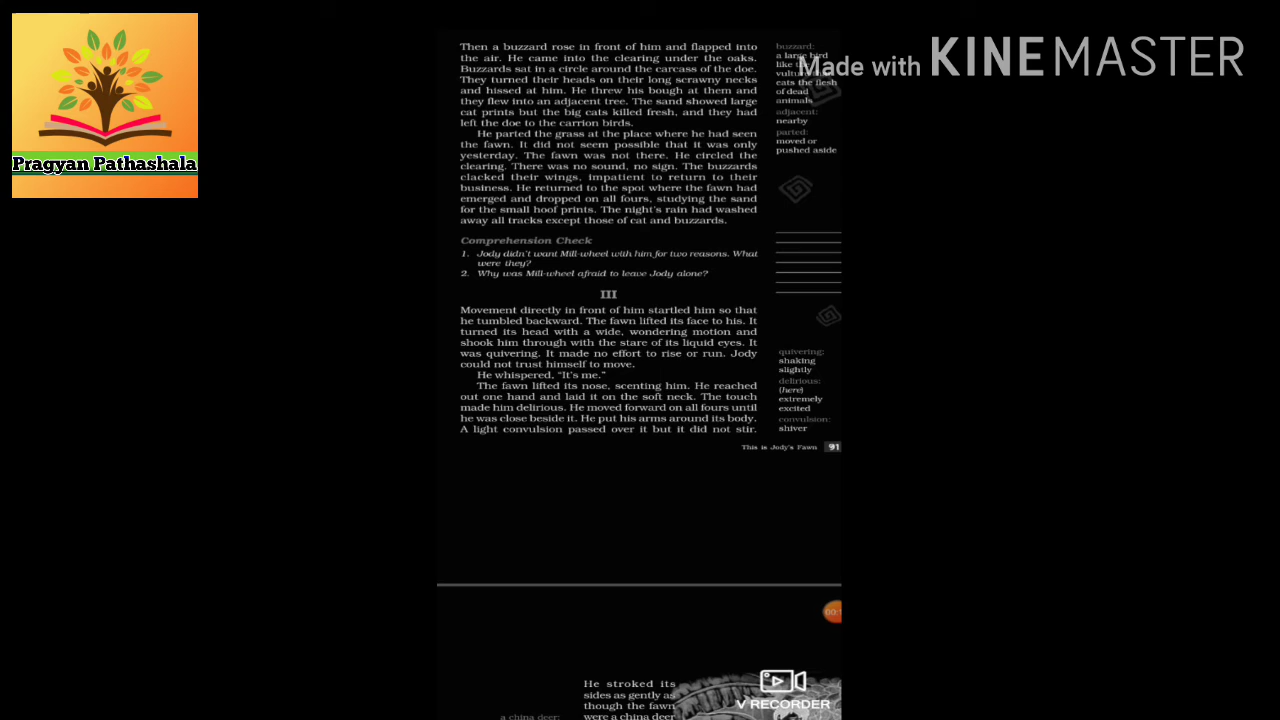 Pragyan Pathashala
Made with KINEMASTER
Then a buzzard rose in front of him and flapped into
the air. He came into the clearing under the oaks.
Buzzards sat in a circle around the carcass of the doe.
They turned their heads on their long scrawny necks
and hissed at him. He threw his bough at them and
they flew into an adjacent tree. The sand showed large
cat prints but the big cats killed fresh, and they had
left the doe to the carrion birds.
He parted the grass at the place where he had seen
the fawn. It did not seem possible that it was only
yesterday. The fawn was not there. He circled the
clearing. There was no sound, no sign. The buzzards
clacked their wings, impatient to return to their
business. He returned to the spot where the fawn had
emerged and dropped on all fours, studying the sand
for the small hoof prints. The night's rain had washed
away all tracks except those of cat and buzzards.
buzzard:
a large bird
like
eats the flesh
of dead
animals
adjacent:
nearby
parted:
moved or
pushed aside
Comprehension Check
1. Jody didn't want Mill-wheel with him for two reasons. What
were they?
2. Why was Mill-wheel afraid to leave Jody alone?
III
Movement directly in front of him startled him so that
he tumbled backward. The fawn lifted its face to his. It
turned its head with a wide, wondering motion and
shook him through with the stare of its liquid eyes. It
was quivering. It made no effort to rise or run. Jody
could not trust himself to move.
He whispered, “It's me.”
The fawn lifted its nose, scenting him. He reached
out one hand and laid it on the soft neck. The touch
made him delirious. He moved forward on all fours until
he was close beside it. He put his arms around its body.
A light convulsion passed over it but it did not stir.
quivering:
shaking
slightly
delirious:
(here)
extremely
excited
convulsion:
shiver
This is Jody's Fawn 91
He stroked its
sides as gently as
though the fawn
were a china deer
a china deer:
V RECORDER